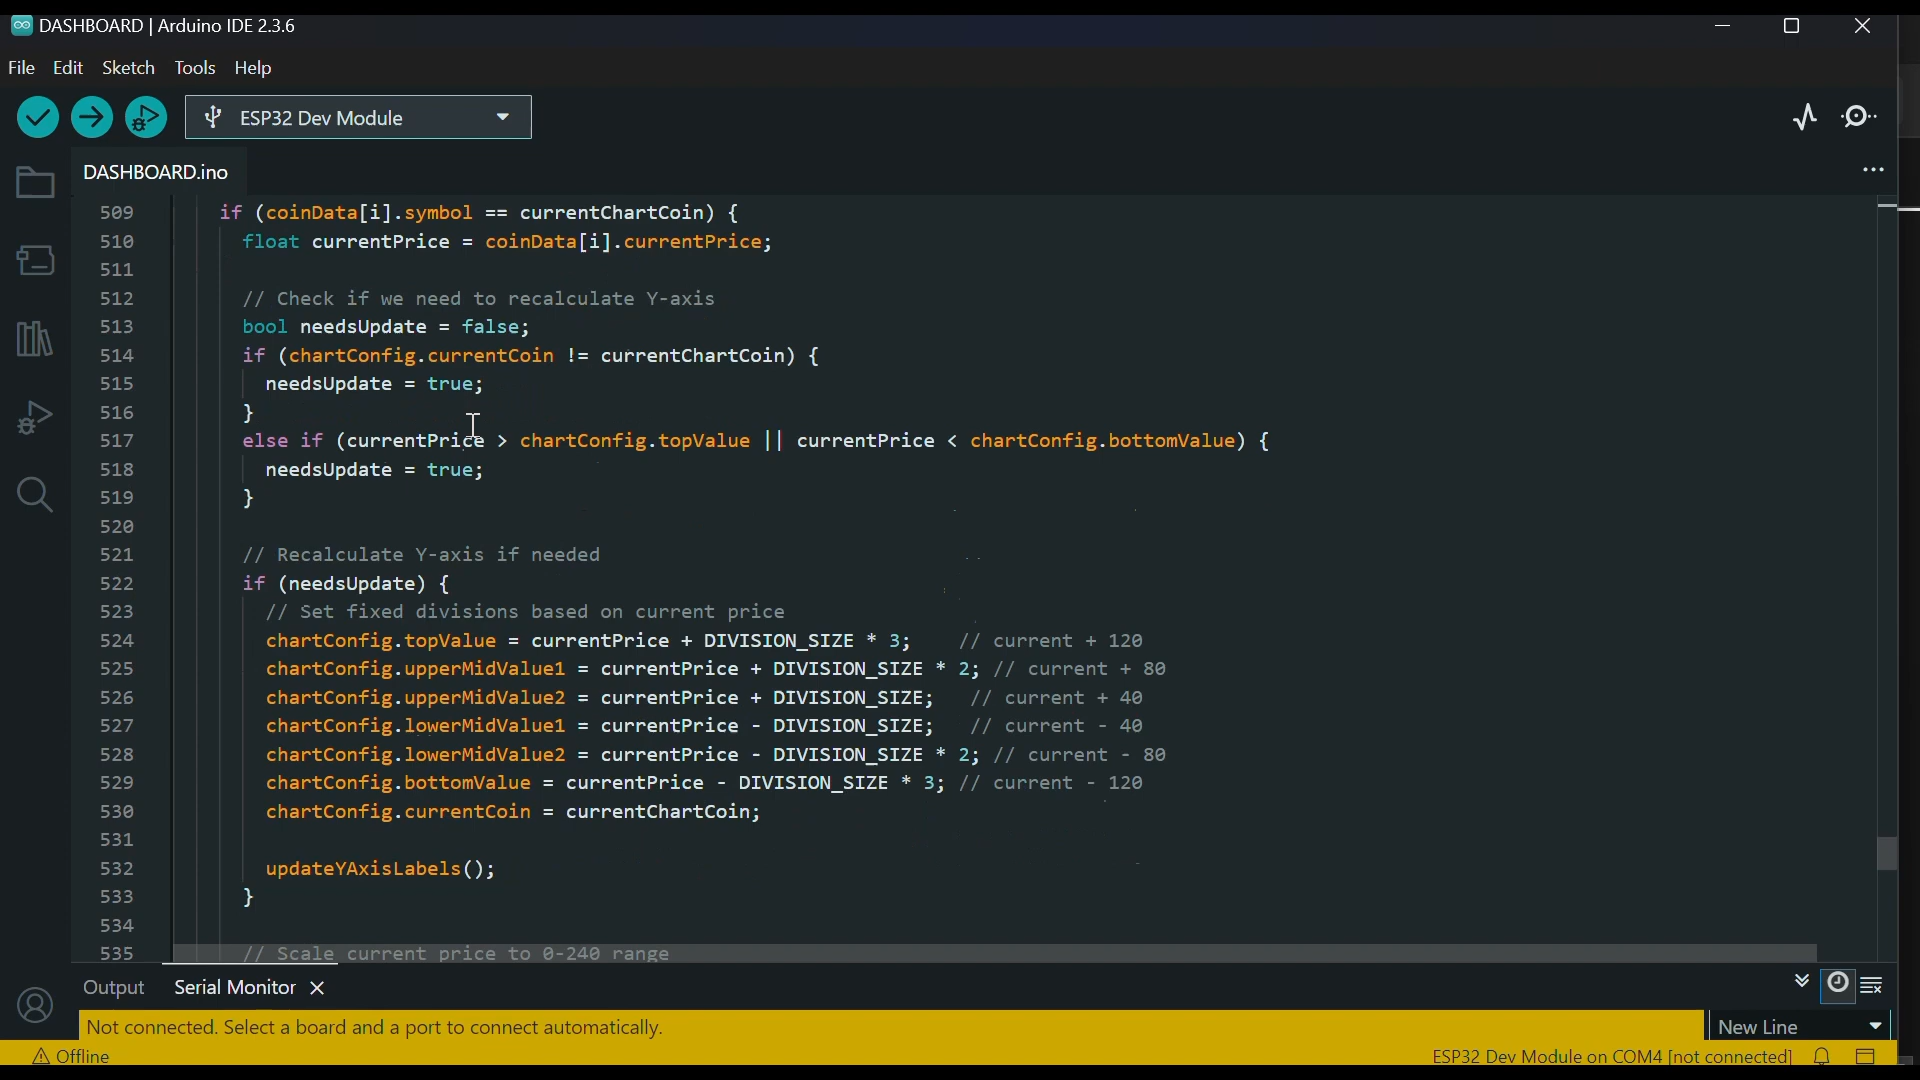 DASHBOARD | Arduino IDE 2.3.6
File Edit Sketch Tools Help
ESP32 Dev Module
DASHBOARD.ino
509 if (coinData[i].symbol == currentChartCoin) {
510 float currentPrice = coinData[i].currentPrice;
511
512 // Check if we need to recalculate Y-axis
513 bool needsUpdate = false;
514 if (chartConfig.currentCoin != currentChartCoin) {
515 needsUpdate = true;
516 }
517 else if (currentPrice > chartConfig.topValue || currentPrice < chartConfig.bottomValue) {
518 needsUpdate = true;
519 }
520
521 // Recalculate Y-axis if needed
522 if (needsUpdate) {
523 // Set fixed divisions based on current price
524 chartConfig.topValue = currentPrice + DIVISION_SIZE * 3; // current + 120
525 chartConfig.upperMidValue1 = currentPrice + DIVISION_SIZE * 2; // current + 80
526 chartConfig.upperMidValue2 = currentPrice + DIVISION_SIZE; // current + 40
527 chartConfig.lowerMidValue1 = currentPrice - DIVISION_SIZE; // current - 40
528 chartConfig.lowerMidValue2 = currentPrice - DIVISION_SIZE * 2; // current - 80
529 chartConfig.bottomValue = currentPrice - DIVISION_SIZE * 3; // current - 120
530 chartConfig.currentCoin = currentChartCoin;
531
532 updateYAxisLabels();
533 }
534
535 // Scale current price to 0-240 range
Output Serial Monitor
Not connected. Select a board and a port to connect automatically.
New Line
Offline
ESP32 Dev Module on COM4 [not connected]